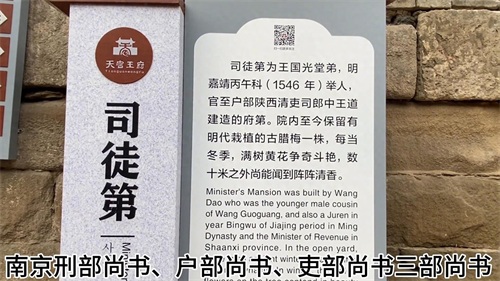 天官王府
Tianguanwangfu
司徒第
司徒第为王国光堂弟，明
嘉靖丙午科（1546 年）举人，
官至户部陕西清吏司郎中王道
建造的府第。院内至今保留有
明代栽植的古腊梅一株，每当
冬季，满树黄花争奇斗艳，数
十米之外尚能闻到阵阵清香。
Minister's Mansion was built by Wang
Dao who was the younger male cousin
of Wang Guoguang, and also a Juren in
year Bingwu of Jiajing period in Ming
Dynasty and the Minister of Revenue in
Shaanxi province. In the open yard,
南京刑部尚书、户部尚书、吏部尚书三部尚书